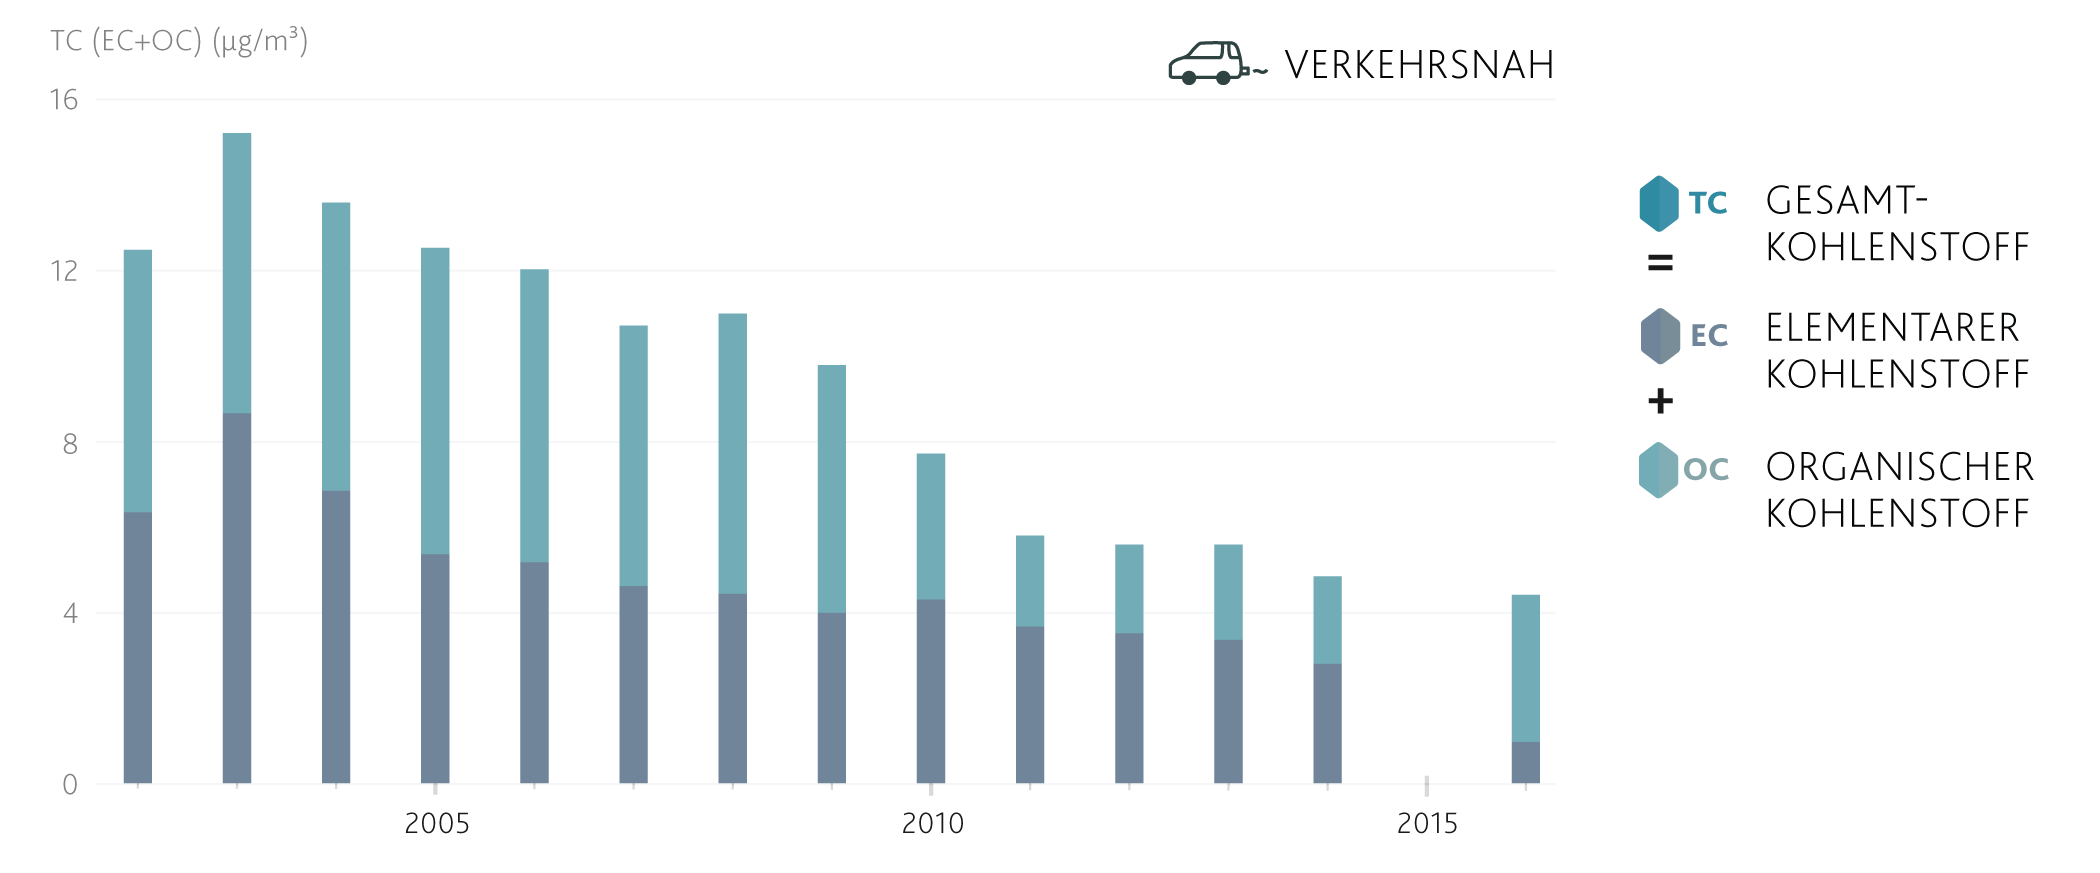 TC (EC+OC) (µg/m³)
VERKEHRSNAH
16
12
8
4
0
2005
2010
2015
TC GESAMT-
KOHLENSTOFF
=
EC ELEMENTARER
KOHLENSTOFF
+
OC ORGANISCHER
KOHLENSTOFF